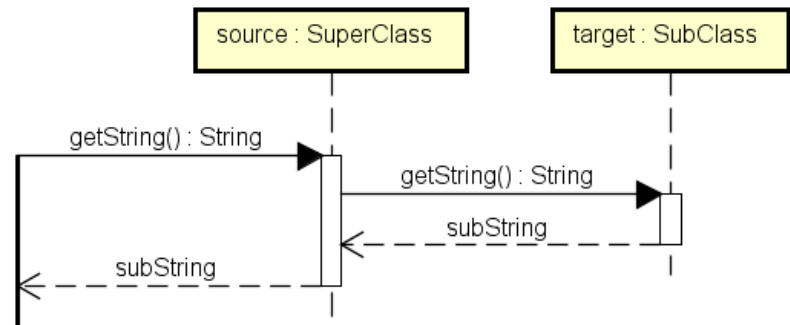 source : SuperClass
target : SubClass
getString() : String
getString() : String
subString
subString